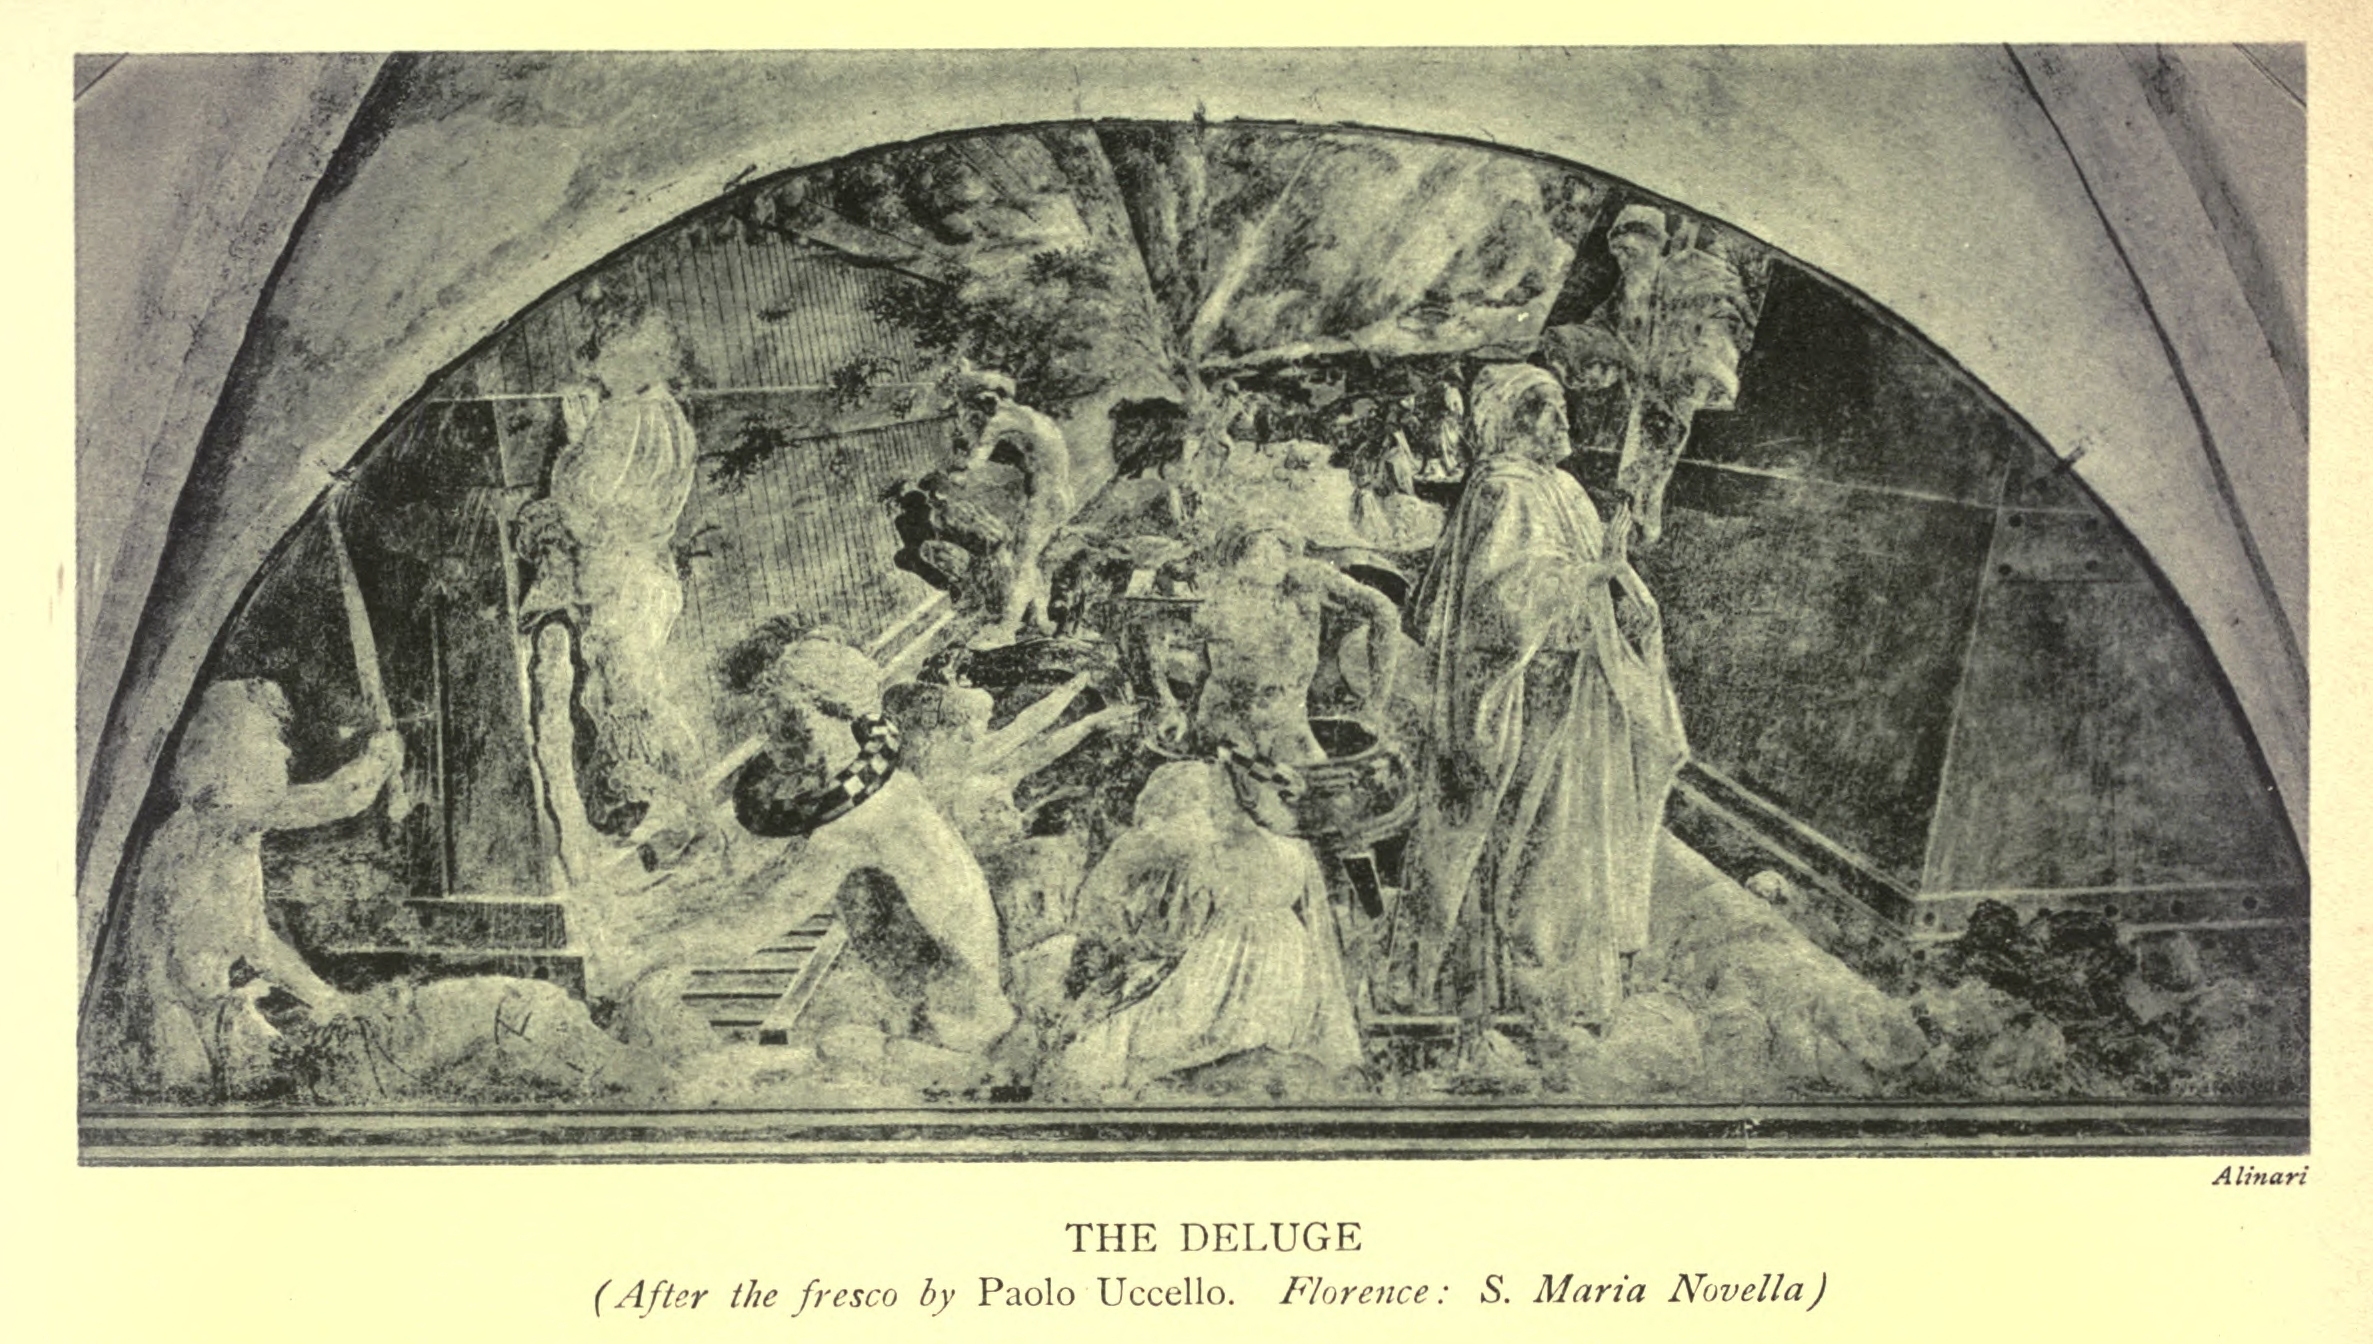 Alinari
THE DELUGE
(After the fresco by Paolo Uccello. Florence: S. Maria Novella)